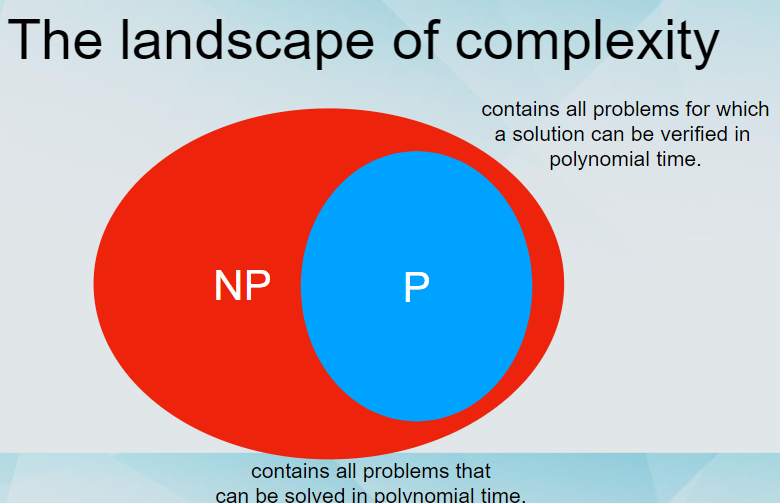 The landscape of complexity
contains all problems for which
a solution can be verified in
polynomial time.
NP
P
contains all problems that
can be solved in polynomial time.